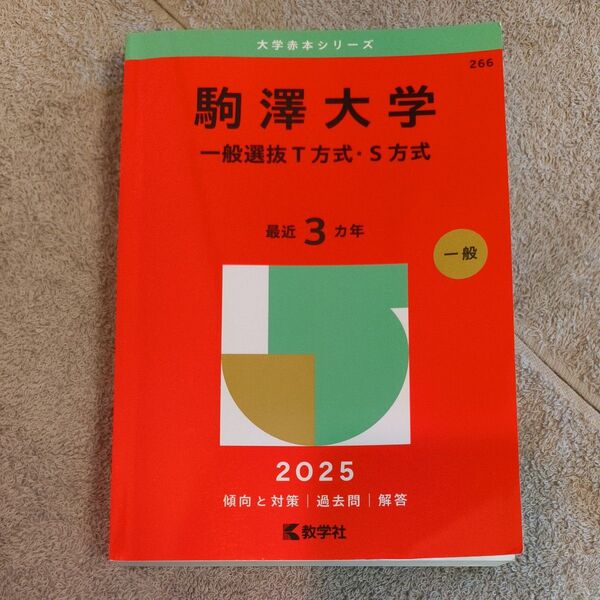 大学赤本シリーズ
266
駒澤大学
一般選抜T方式・S方式
最近3カ年
一般
2025
傾向と対策|過去問|解答
教学社